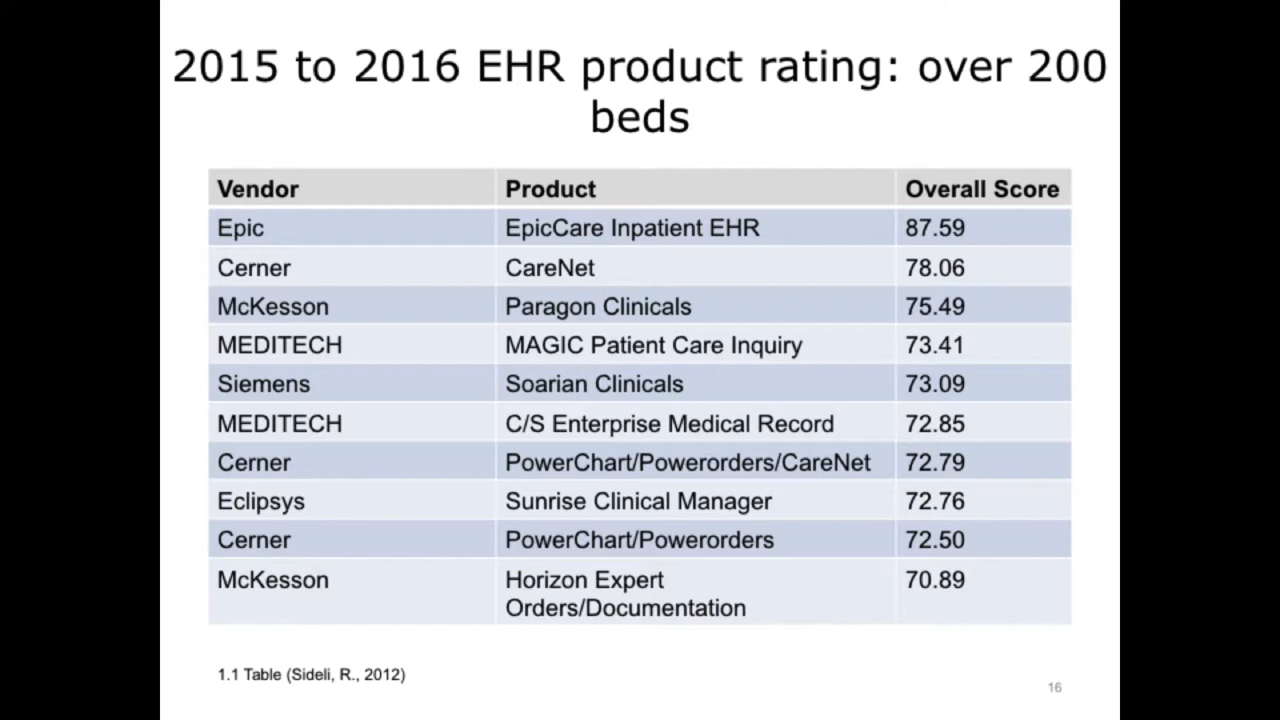 2015 to 2016 EHR product rating: over 200
beds
Vendor Product Overall Score
Epic EpicCare Inpatient EHR 87.59
Cerner CareNet 78.06
McKesson Paragon Clinicals 75.49
MEDITECH MAGIC Patient Care Inquiry 73.41
Siemens Soarian Clinicals 73.09
MEDITECH C/S Enterprise Medical Record 72.85
Cerner PowerChart/Powerorders/CareNet 72.79
Eclipsys Sunrise Clinical Manager 72.76
Cerner PowerChart/Powerorders 72.50
McKesson Horizon Expert 70.89
Orders/Documentation
1.1 Table (Sideli, R., 2012)
16